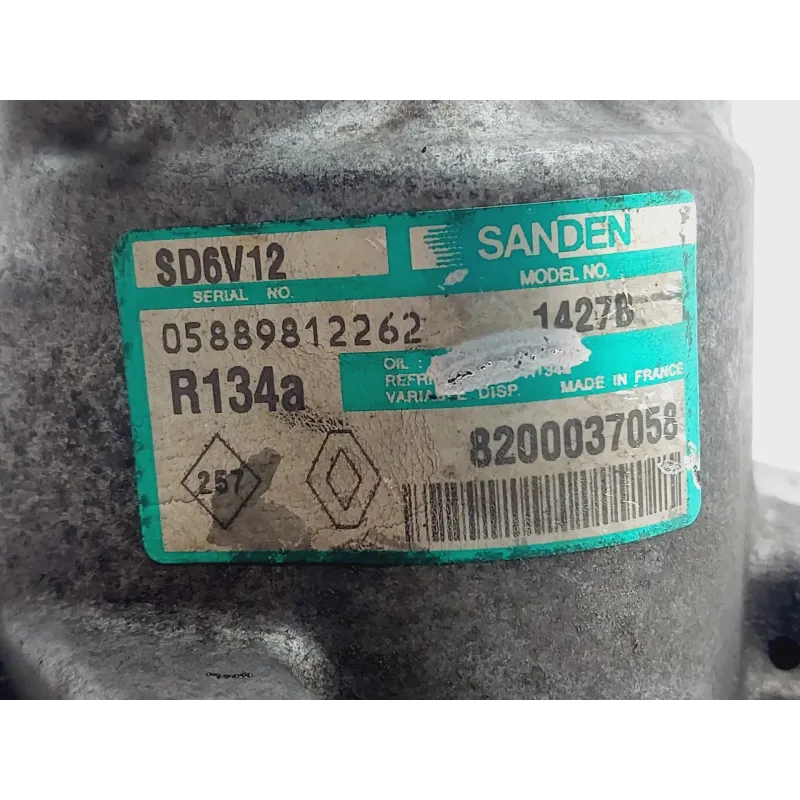 SD6V12
SANDEN
SERIAL NO.
MODEL NO.
05889812262
1427B
R134a
OIL:
VARIABLE DISP.
MADE IN FRANCE
8200037058
257